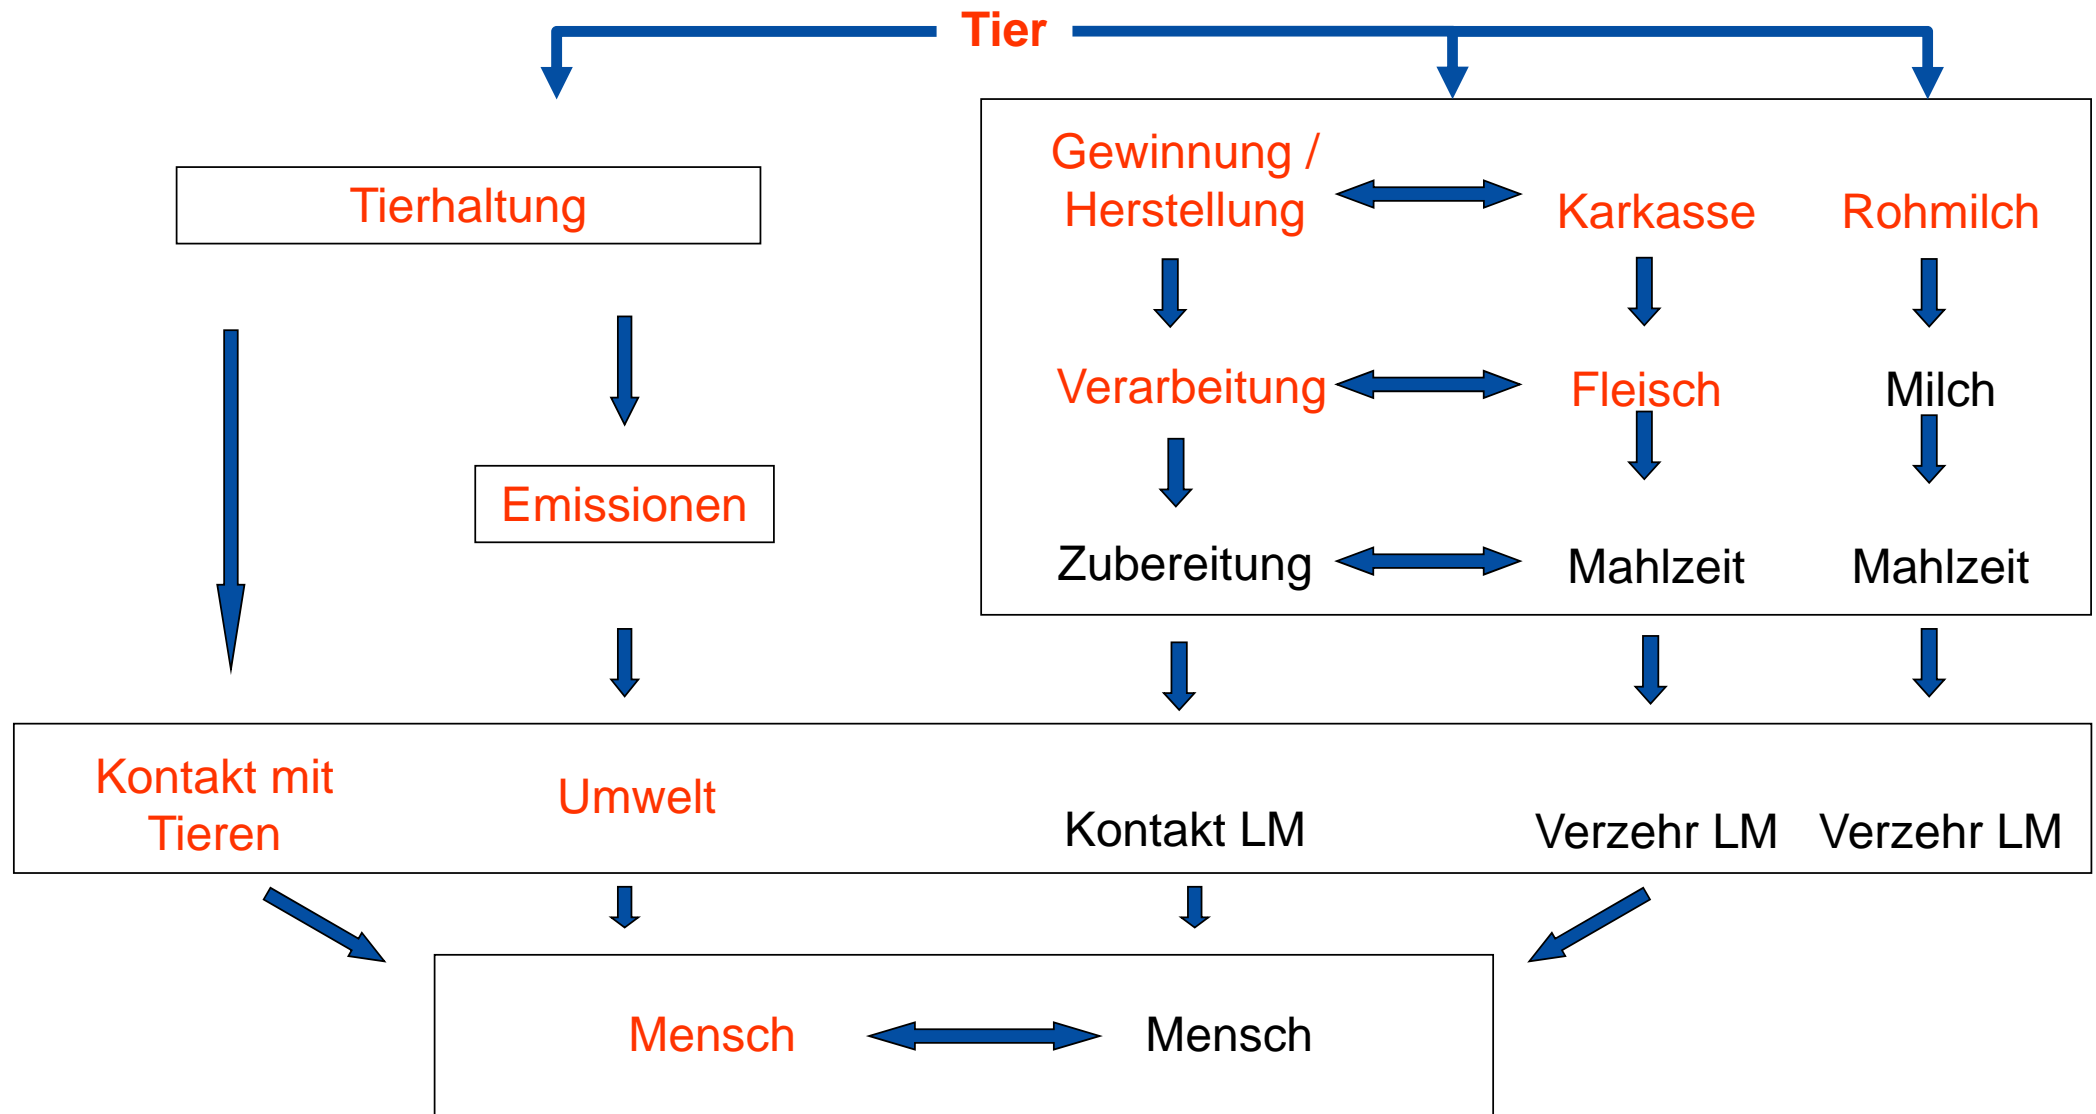 Tier
Gewinnung /
Herstellung
Tierhaltung
Karkasse
Rohmilch
Verarbeitung
Fleisch
Milch
Emissionen
Zubereitung
Mahlzeit
Mahlzeit
Kontakt mit
Tieren
Umwelt
Kontakt LM
Verzehr LM
Verzehr LM
Mensch
Mensch